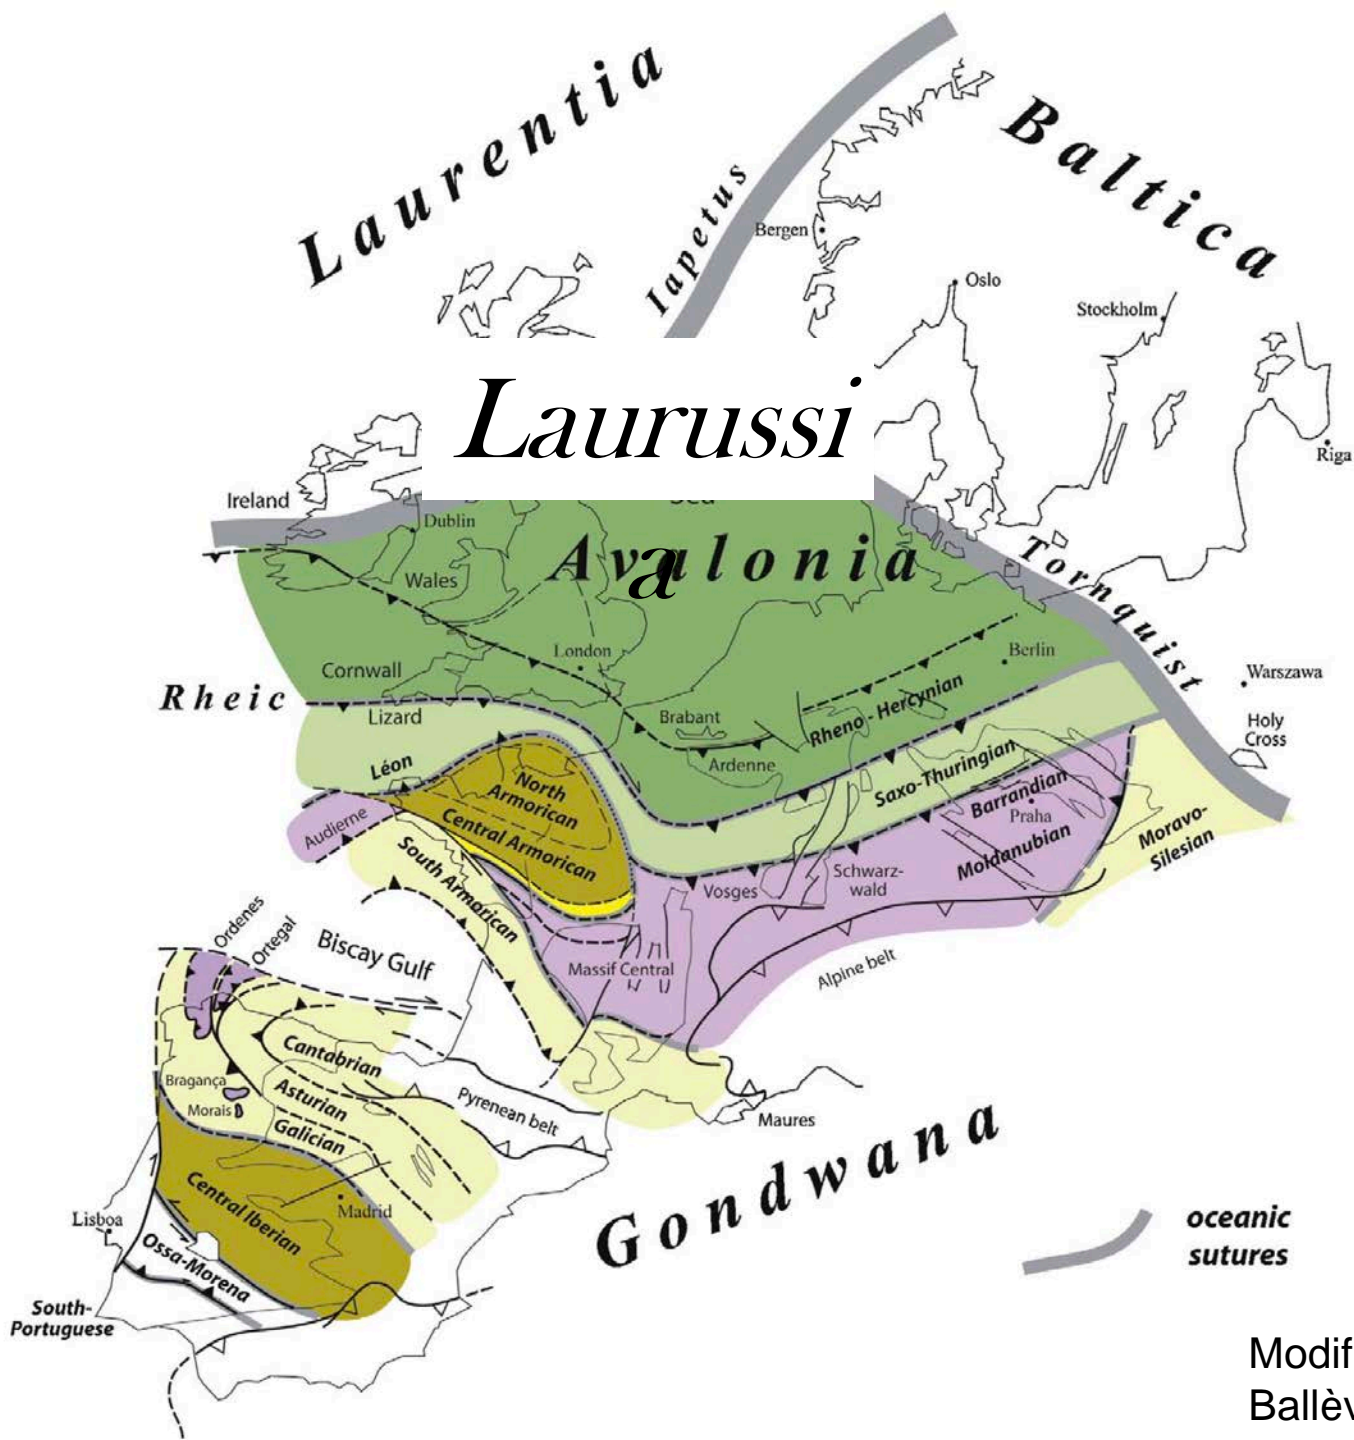 Laurentia
Baltica
Iapetus
Bergen
Oslo
Stockholm
Riga
Laurussi
a
Ireland
Dublin
Avalonia
Wales
Tornquist
London
Berlin
Cornwall
Warszawa
Rheic
Lizard
Brabant
Rheno-Hercynian
Holy
Cross
Léon
Ardenne
Saxo-Thuringian
North
Armorican
Barrandian
Praha
Audierne
Central Armorican
Moravo-
Silesian
South Armorican
Moldanubian
Vosges
Schwarz-
wald
Ordenes
Ortegal
Biscay Gulf
Massif Central
Alpine belt
Cantabrian
Bragança
Asturian
Morais
Pyrenean belt
Maures
Galician
Gondwana
Central Iberian
Madrid
Lisboa
Ossa-Morena
oceanic
sutures
South-
Portuguese